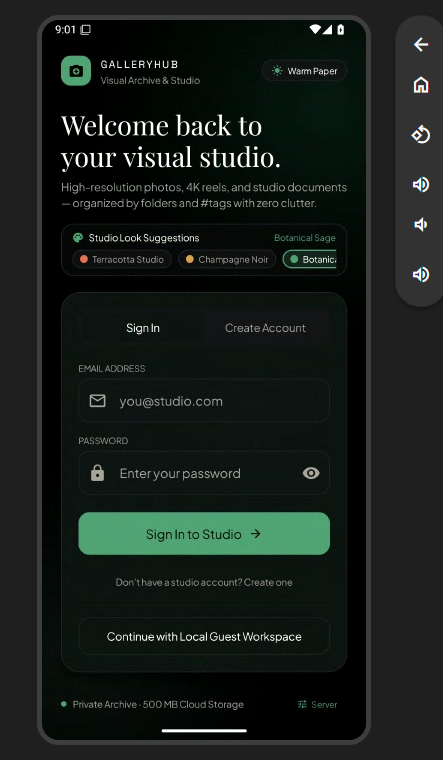 9:01
GALLERYHUB
Visual Archive & Studio
Warm Paper
Welcome back to
your visual studio.
High-resolution photos, 4K reels, and studio documents
— organized by folders and #tags with zero clutter.
Studio Look Suggestions
Botanical Sage
Terracotta Studio
Champagne Noir
Botanica
Sign In
Create Account
EMAIL ADDRESS
you@studio.com
PASSWORD
Enter your password
Sign In to Studio →
Don't have a studio account? Create one
Continue with Local Guest Workspace
Private Archive · 500 MB Cloud Storage
Server